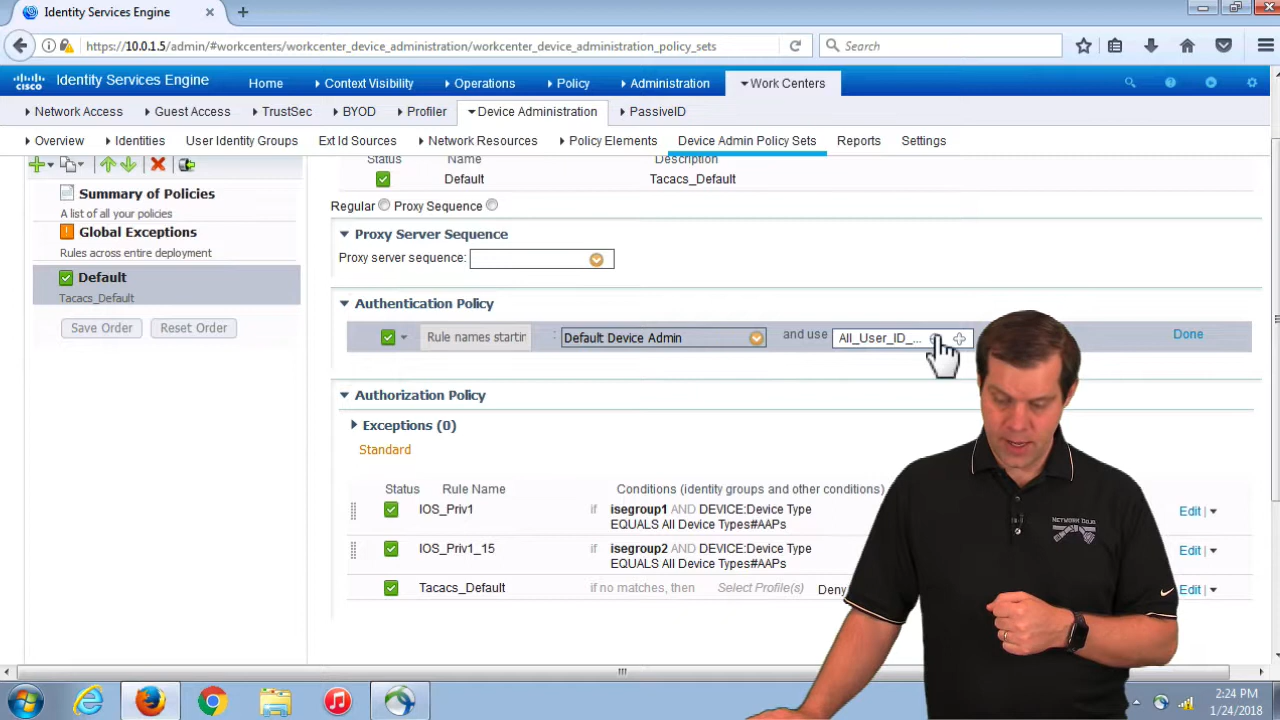 Identity Services Engine
https://10.0.1.5/admin/#workcenters/workcenter_device_administration/workcenter_device_administration_policy_sets
Search
CISCO
Identity Services Engine
Home
Context Visibility
Operations
Policy
Administration
Work Centers
Network Access
Guest Access
TrustSec
BYOD
Profiler
Device Administration
PassiveID
Overview
Identities
User Identity Groups
Ext Id Sources
Network Resources
Policy Elements
Device Admin Policy Sets
Reports
Settings
Summary of Policies
A list of all your policies
Global Exceptions
Rules across entire deployment
Default
Tacacs_Default
Save Order
Reset Order
Status
Name
Description
Default
Tacacs_Default
Regular
Proxy Sequence
Proxy Server Sequence
Proxy server sequence:
Authentication Policy
Rule names startin
:
Default Device Admin
and use
All_User_ID_...
Done
Authorization Policy
Exceptions (0)
Standard
Status
Rule Name
Conditions (identity groups and other conditions)
IOS_Priv1
if
isegroup1 AND DEVICE:Device Type
EQUALS All Device Types#AAPs
Edit |
IOS_Priv1_15
if
isegroup2 AND DEVICE:Device Type
EQUALS All Device Types#AAPs
Edit |
Tacacs_Default
if no matches, then
Select Profile(s)
Deny
Edit |
NETWORK DOJO
2:24 PM
1/24/2018